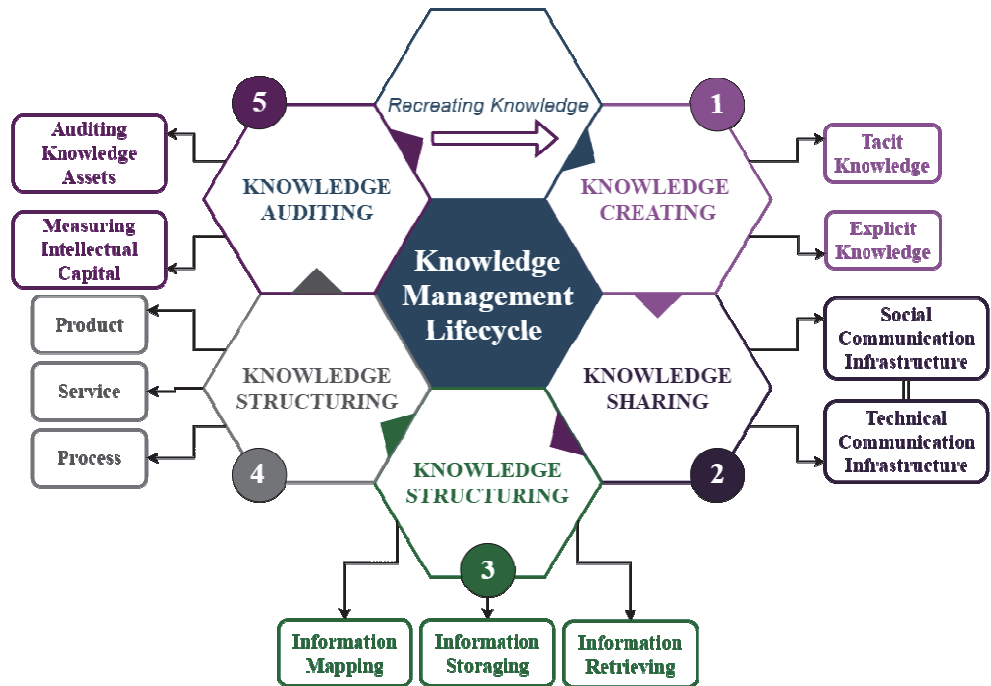 Recreating Knowledge
Knowledge
Management
Lifecycle
1
KNOWLEDGE
CREATING
Tacit
Knowledge
Explicit
Knowledge
2
KNOWLEDGE
SHARING
Social
Communication
Infrastructure
Technical
Communication
Infrastructure
3
KNOWLEDGE
STRUCTURING
Information
Mapping
Information
Storaging
Information
Retrieving
4
KNOWLEDGE
STRUCTURING
Product
Service
Process
5
KNOWLEDGE
AUDITING
Auditing
Knowledge
Assets
Measuring
Intellectual
Capital